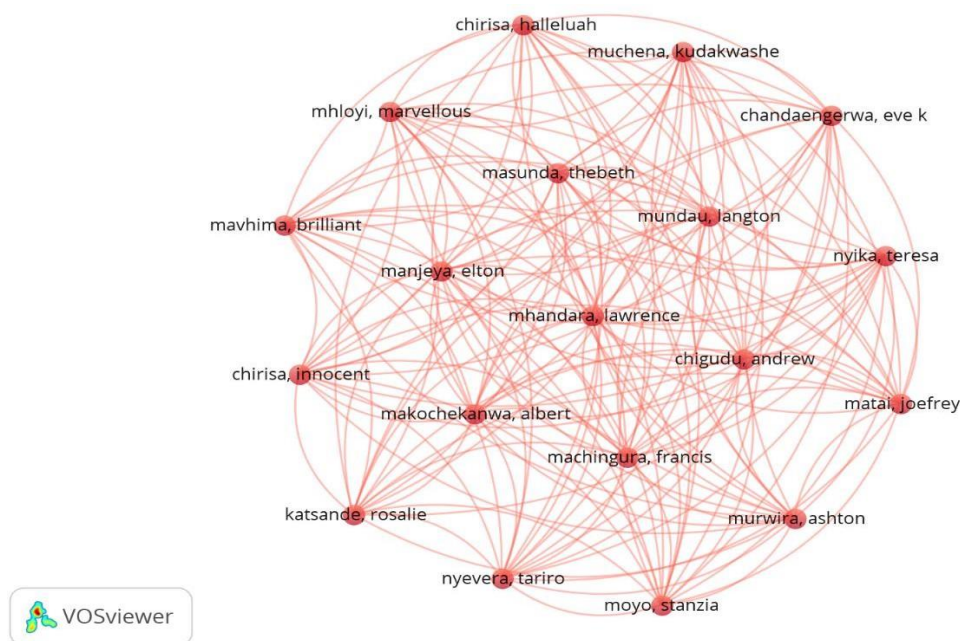 chirisa, halleluah
muchena, kudakwashe
mhloyi, marvellous
chandaengerwa, eve k
masunda, thebeth
mundau, langton
mavhima, brilliant
nyika, teresa
manjeya, elton
mhandara, lawrence
chigudu, andrew
chirisa, innocent
matai, joefrey
makochekanwa, albert
machingura, francis
katsande, rosalie
murwira, ashton
nyevera, tariro
moyo, stanzia
VOSviewer